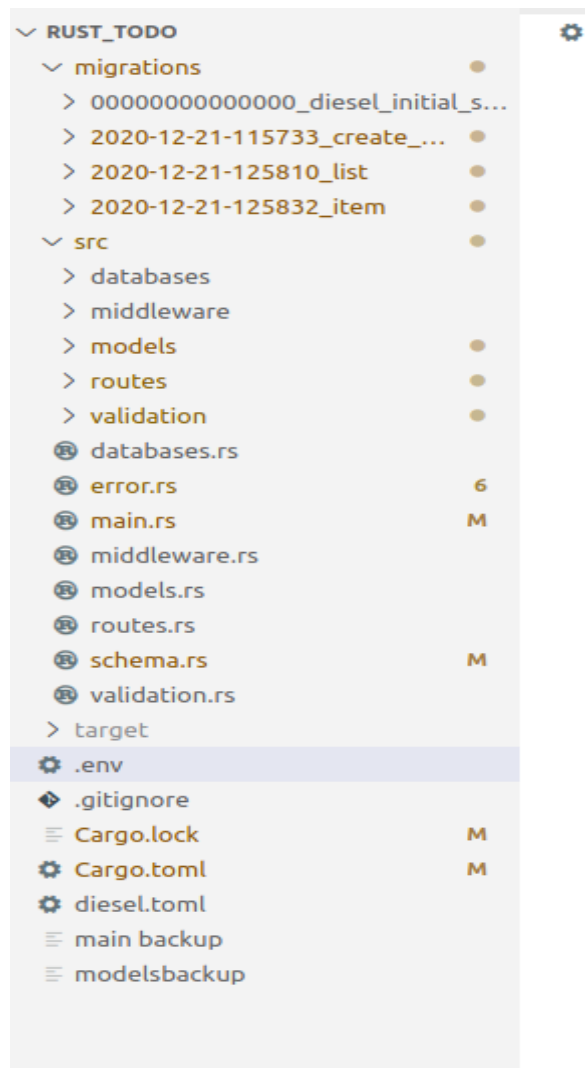 RUST_TODO
migrations
00000000000000_diesel_initial_s...
2020-12-21-115733_create_...
2020-12-21-125810_list
2020-12-21-125832_item
src
databases
middleware
models
routes
validation
databases.rs
error.rs 6
main.rs M
middleware.rs
models.rs
routes.rs
schema.rs M
validation.rs
target
.env
.gitignore
Cargo.lock M
Cargo.toml M
diesel.toml
main backup
modelsbackup